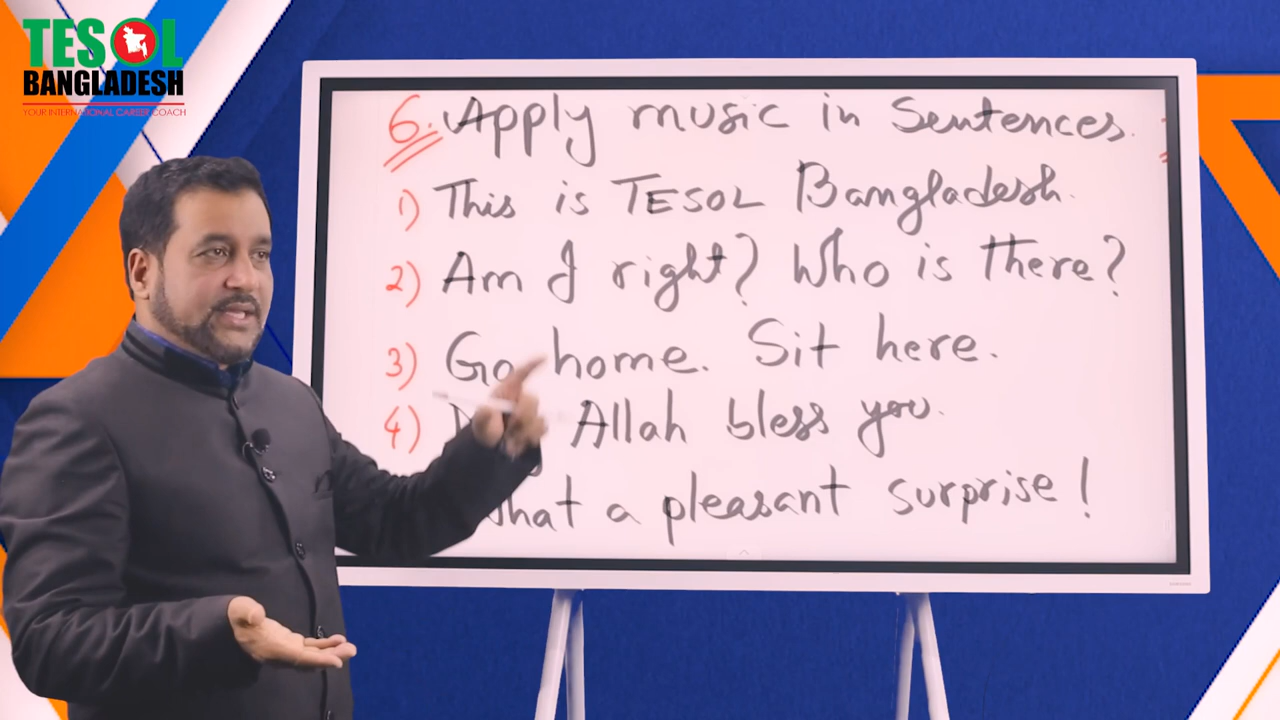 TESOL
BANGLADESH
YOUR INTERNATIONAL CAREER COACH
6. Apply music in Sentences.
1) This is TESOL Bangladesh.
2) Am I right? Who is there?
3) Go home. Sit here.
4) Allah bless you.
What a pleasant surprise!